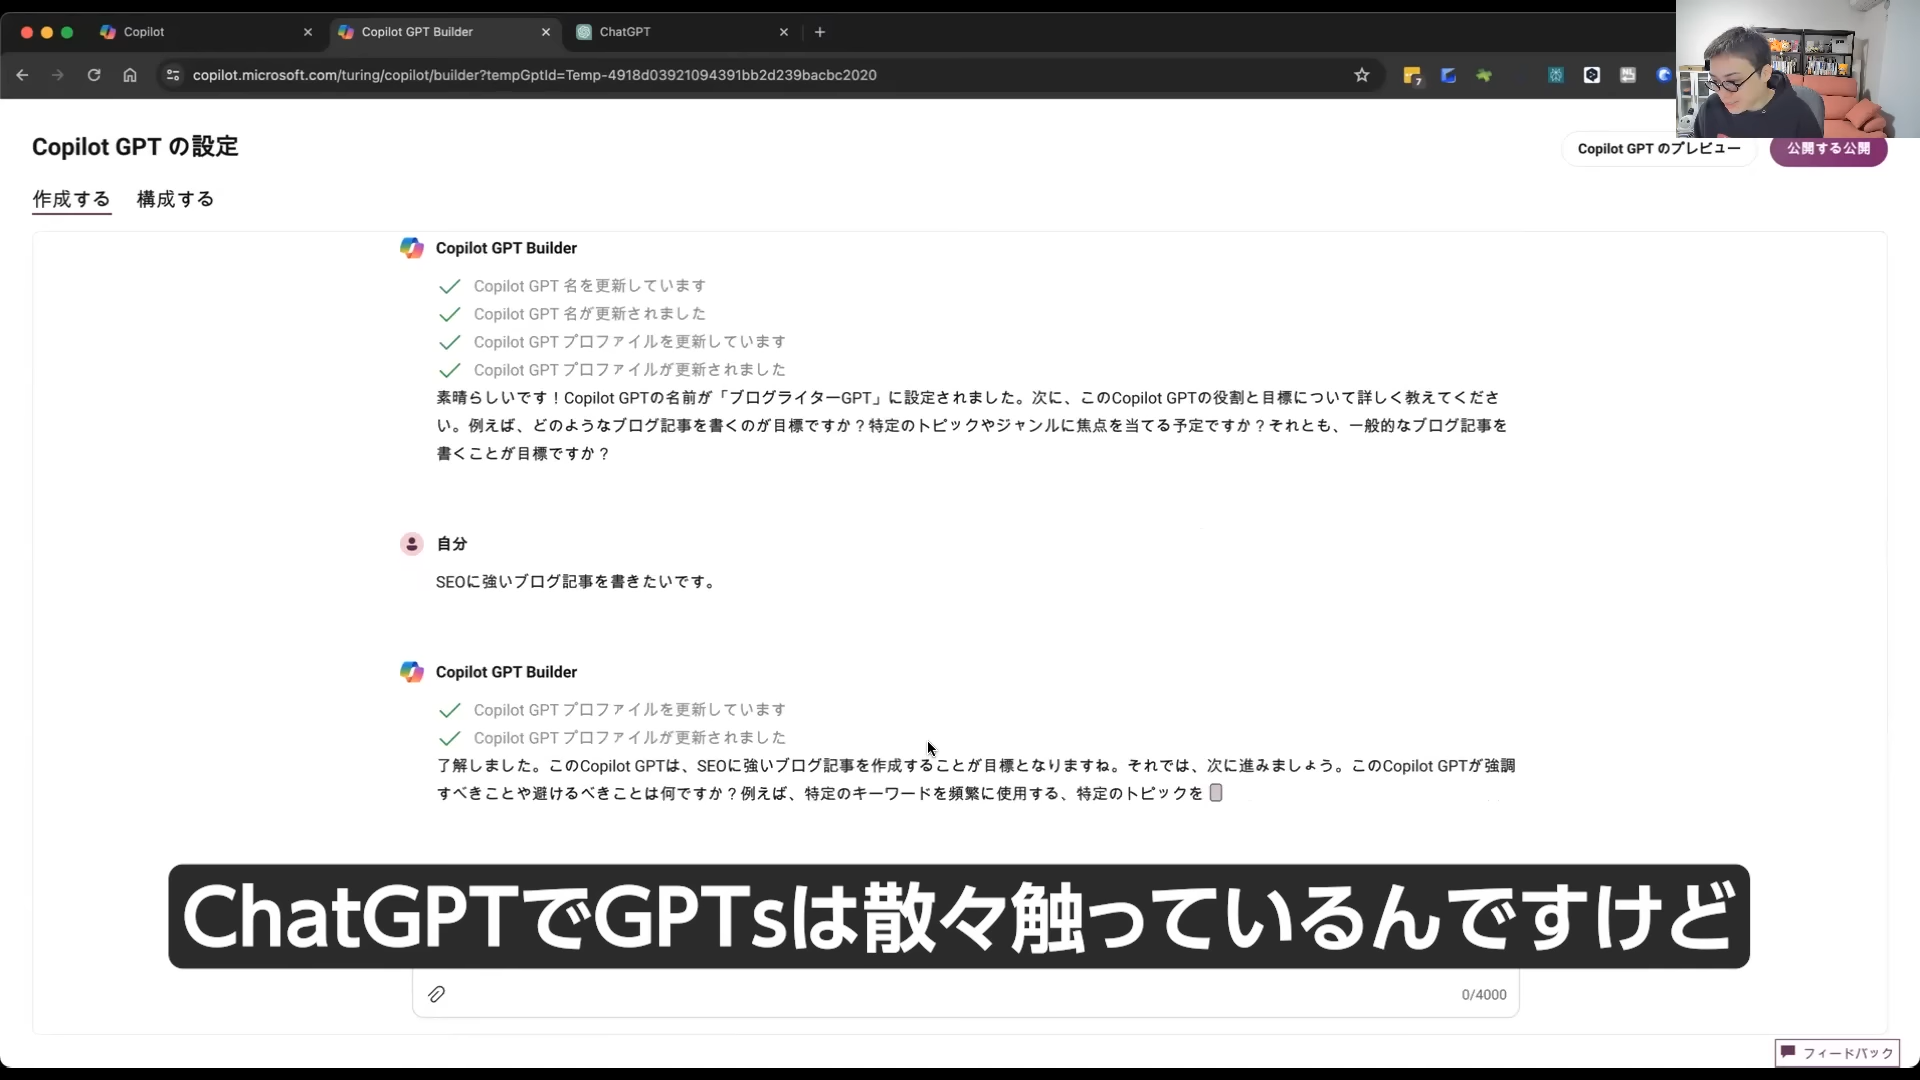 Copilot
Copilot GPT Builder
ChatGPT
copilot.microsoft.com/turing/copilot/builder?tempGptId=Temp-4918d03921094391bb2d239bacbc2020
7
Copilot GPT の設定
Copilot GPT のプレビュー
公開する公開
作成する
構成する
Copilot GPT Builder
Copilot GPT 名を更新しています
Copilot GPT 名が更新されました
Copilot GPT プロファイルを更新しています
Copilot GPT プロファイルが更新されました
素晴らしいです！Copilot GPTの名前が「ブログライターGPT」に設定されました。次に、このCopilot GPTの役割と目標について詳しく教えてくださ
い。例えば、どのようなブログ記事を書くのが目標ですか？特定のトピックやジャンルに焦点を当てる予定ですか？それとも、一般的なブログ記事を
書くことが目標ですか？
自分
SEOに強いブログ記事を書きたいです。
Copilot GPT Builder
Copilot GPT プロファイルを更新しています
Copilot GPT プロファイルが更新されました
了解しました。このCopilot GPTは、SEOに強いブログ記事を作成することが目標となりますね。それでは、次に進みましょう。このCopilot GPTが強調
すべきことや避けるべきことは何ですか？例えば、特定のキーワードを頻繁に使用する、特定のトピックを
ChatGPTでGPTsは散々触っているんですけど
0/4000
フィードバック